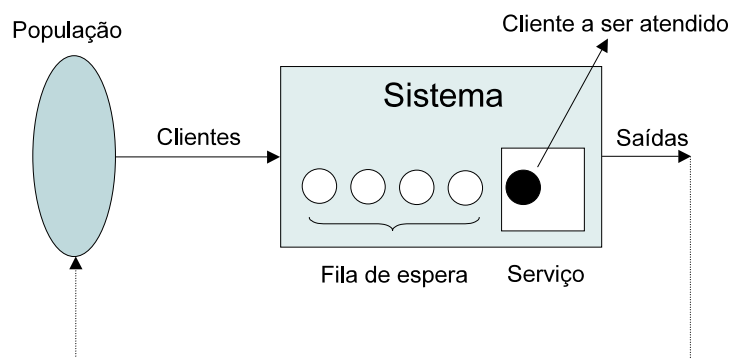 Cliente a ser atendido
População
Sistema
Clientes
Saídas
Fila de espera
Serviço